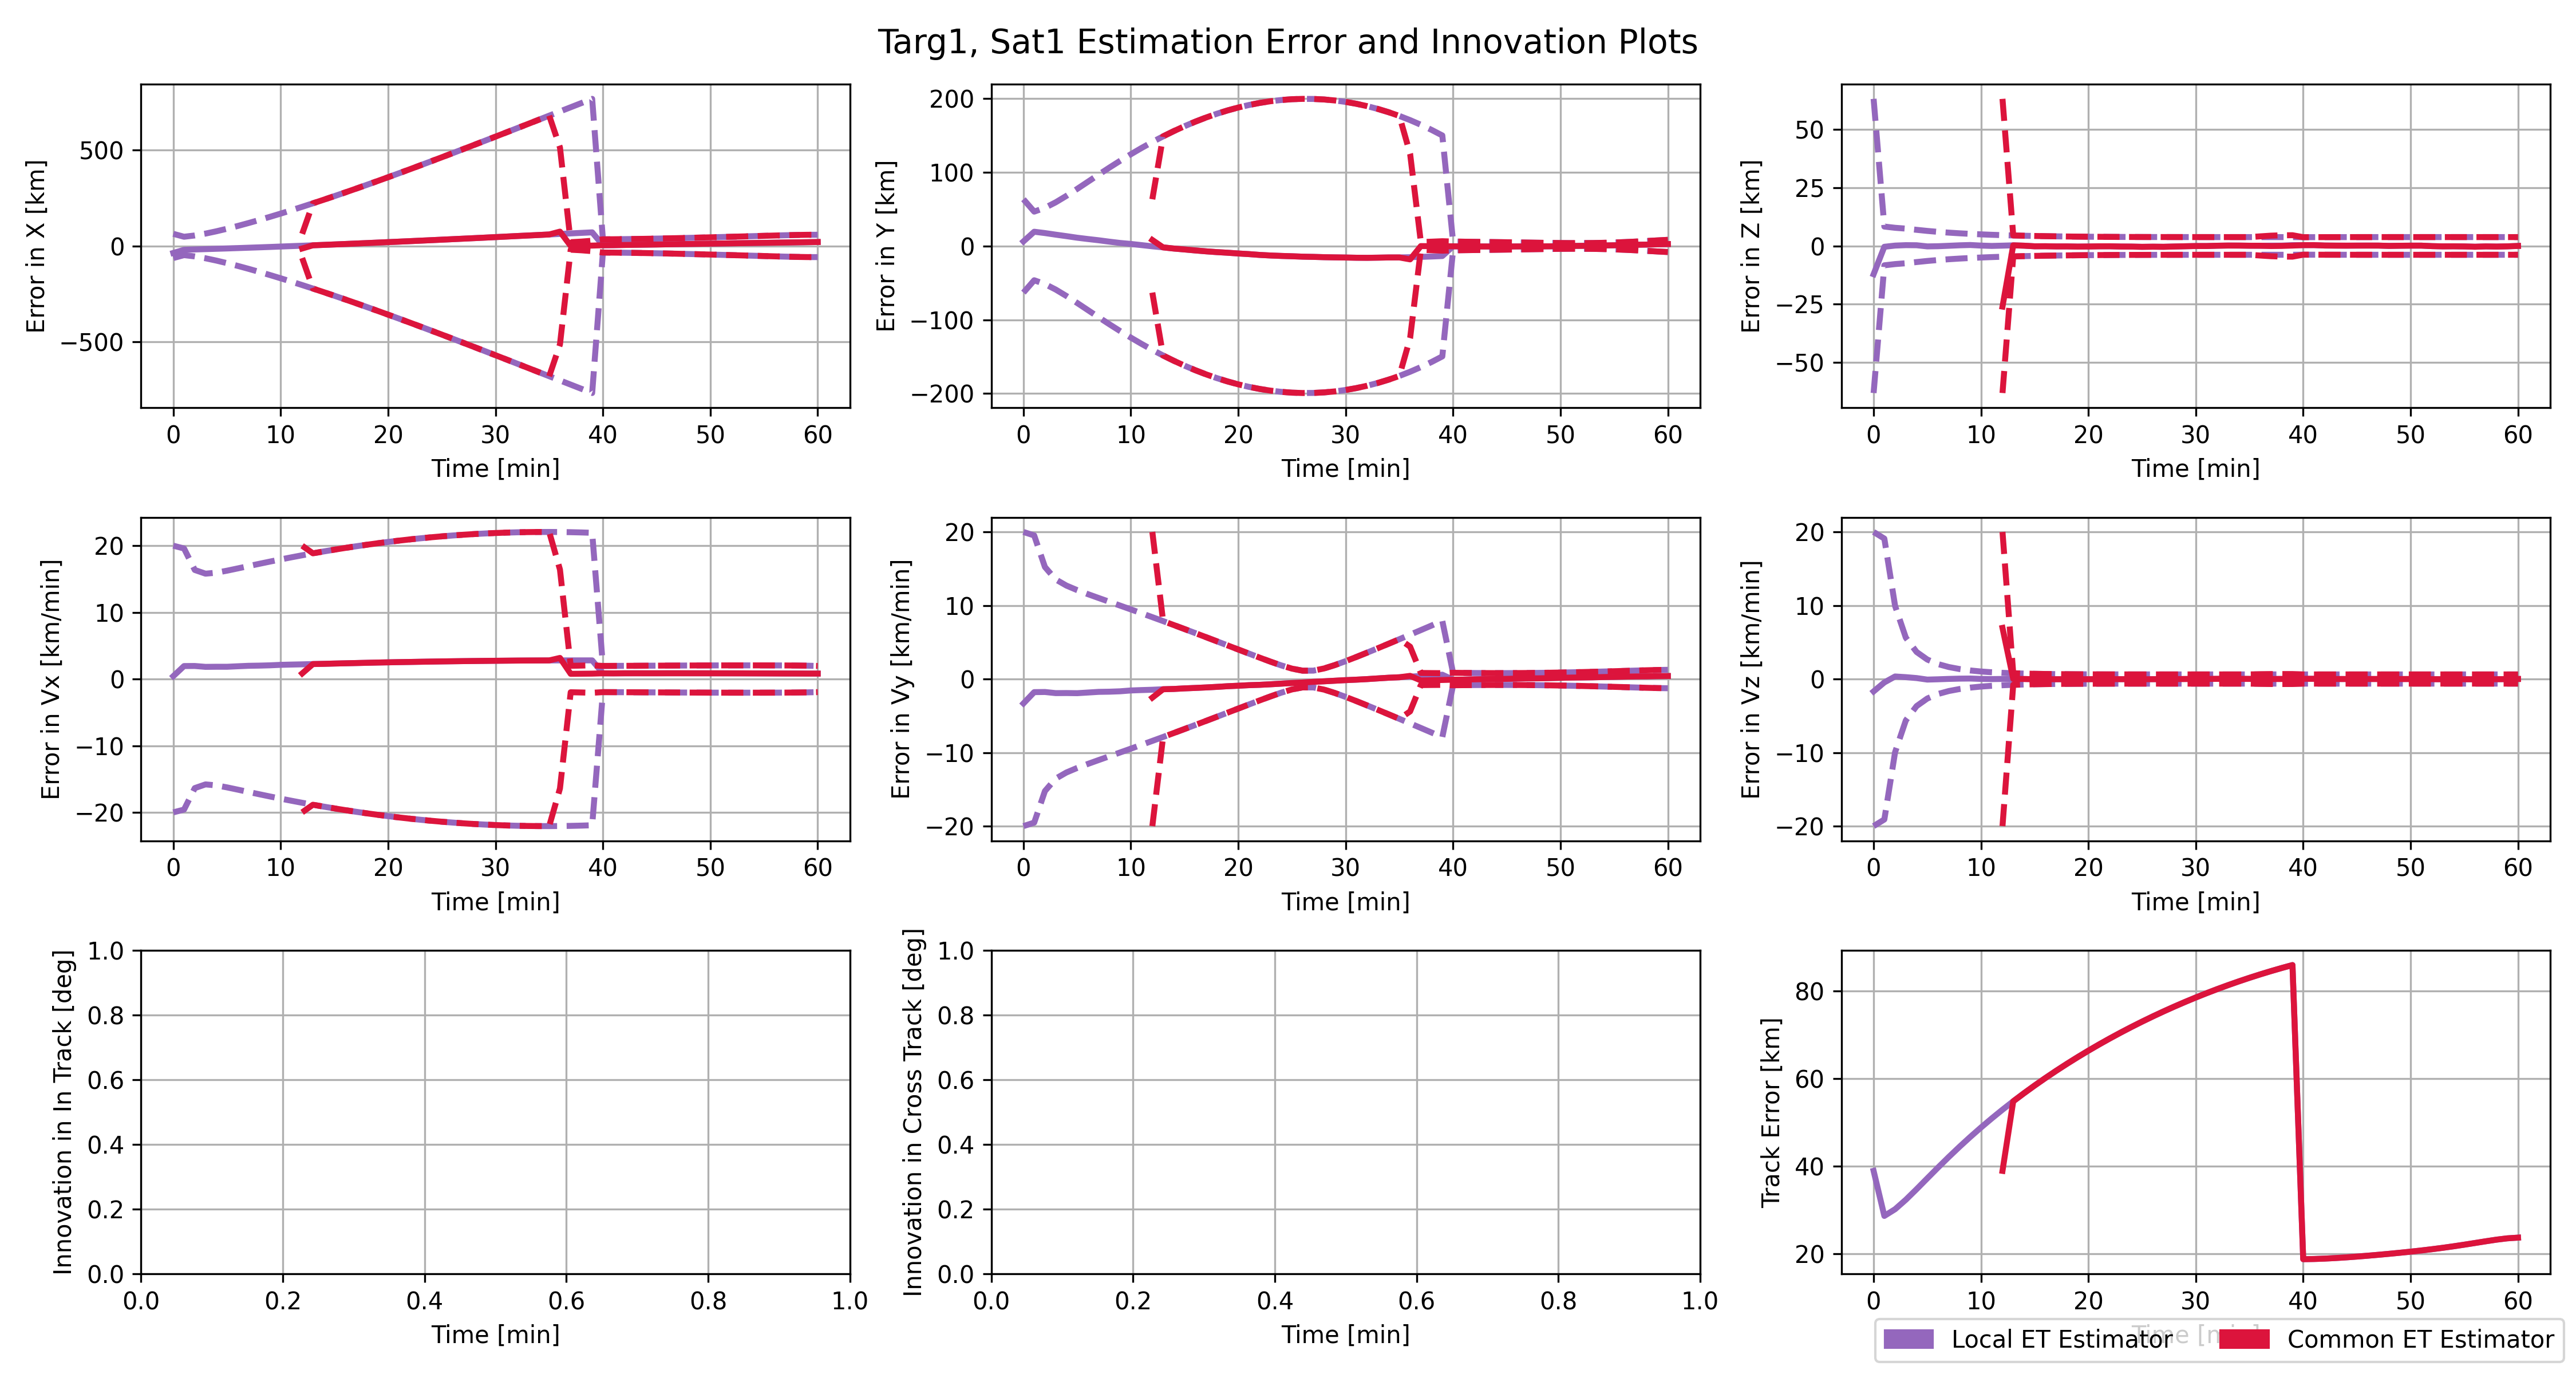 Targ1, Sat1 Estimation Error and Innovation Plots
Error in X [km]
500
0
−500
0 10 20 30 40 50 60
Time [min]
Error in Y [km]
200
100
0
−100
−200
0 10 20 30 40 50 60
Time [min]
Error in Z [km]
50
25
0
−25
−50
0 10 20 30 40 50 60
Time [min]
Error in Vx [km/min]
20
10
0
−10
−20
0 10 20 30 40 50 60
Time [min]
Error in Vy [km/min]
20
10
0
−10
−20
0 10 20 30 40 50 60
Time [min]
Error in Vz [km/min]
20
10
0
−10
−20
0 10 20 30 40 50 60
Time [min]
Innovation in In Track [deg]
1.0
0.8
0.6
0.4
0.2
0.0
0.0 0.2 0.4 0.6 0.8 1.0
Time [min]
Innovation in Cross Track [deg]
1.0
0.8
0.6
0.4
0.2
0.0
0.0 0.2 0.4 0.6 0.8 1.0
Time [min]
Track Error [km]
80
60
40
20
0 10 20 30 40 50 60
Time [min]
Local ET Estimator
Common ET Estimator